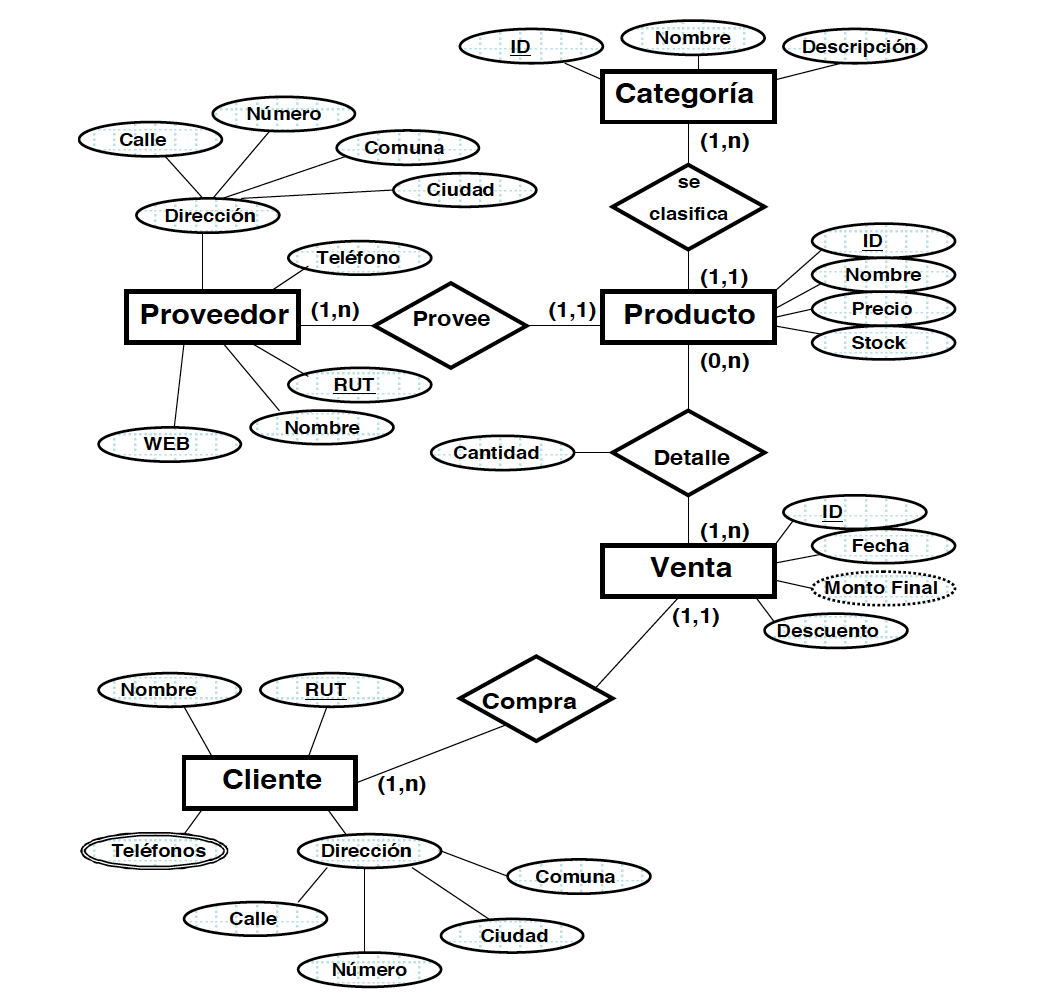 ID
Nombre
Descripción
Categoría
(1,n)
se
clasifica
(1,1)
Número
Calle
Comuna
Ciudad
Dirección
Teléfono
Proveedor
(1,n)
Provee
(1,1)
Producto
ID
Nombre
Precio
Stock
(0,n)
RUT
Nombre
WEB
Cantidad
Detalle
(1,n)
Venta
ID
Fecha
Monto Final
Descuento
(1,1)
Compra
Nombre
RUT
Cliente
(1,n)
Teléfonos
Dirección
Comuna
Calle
Ciudad
Número